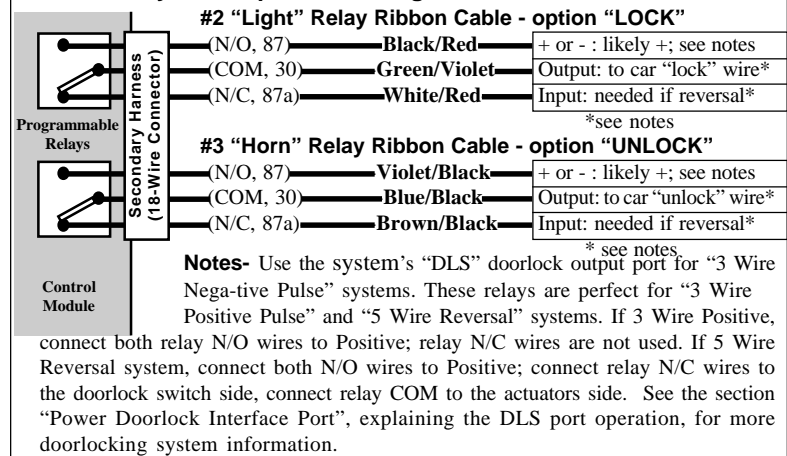 #2 “Light” Relay Ribbon Cable - option “LOCK”
(N/O, 87) Black/Red + or - : likely +; see notes
(COM, 30) Green/Violet Output: to car “lock” wire*
(N/C, 87a) White/Red Input: needed if reversal*
*see notes
Programmable
Relays
Secondary Harness
(18-Wire Connector)
#3 “Horn” Relay Ribbon Cable - option “UNLOCK”
(N/O, 87) Violet/Black + or - : likely +; see notes
(COM, 30) Blue/Black Output: to car “unlock” wire*
(N/C, 87a) Brown/Black Input: needed if reversal*
* see notes
Control
Module
Notes- Use the system’s “DLS” doorlock output port for “3 Wire
Nega-tive Pulse” systems. These relays are perfect for “3 Wire
Positive Pulse” and “5 Wire Reversal” systems. If 3 Wire Positive,
connect both relay N/O wires to Positive; relay N/C wires are not used. If 5 Wire
Reversal system, connect both N/O wires to Positive; connect relay N/C wires to
the doorlock switch side, connect relay COM to the actuators side. See the section
“Power Doorlock Interface Port”, explaining the DLS port operation, for more
doorlocking system information.